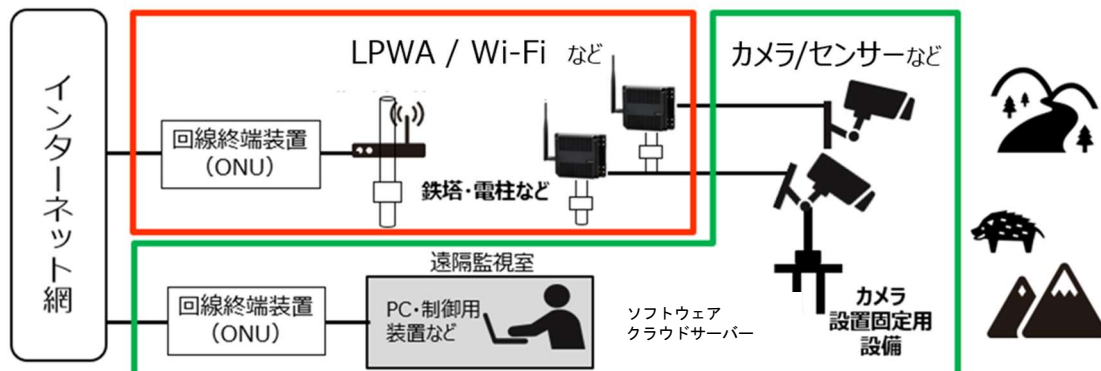 インターネット網
LPWA / Wi-Fi など
カメラ/センサーなど
回線終端装置
(ONU)
鉄塔・電柱など
遠隔監視室
回線終端装置
(ONU)
PC・制御用
装置など
ソフトウェア
クラウドサーバー
カメラ
設置固定用
設備